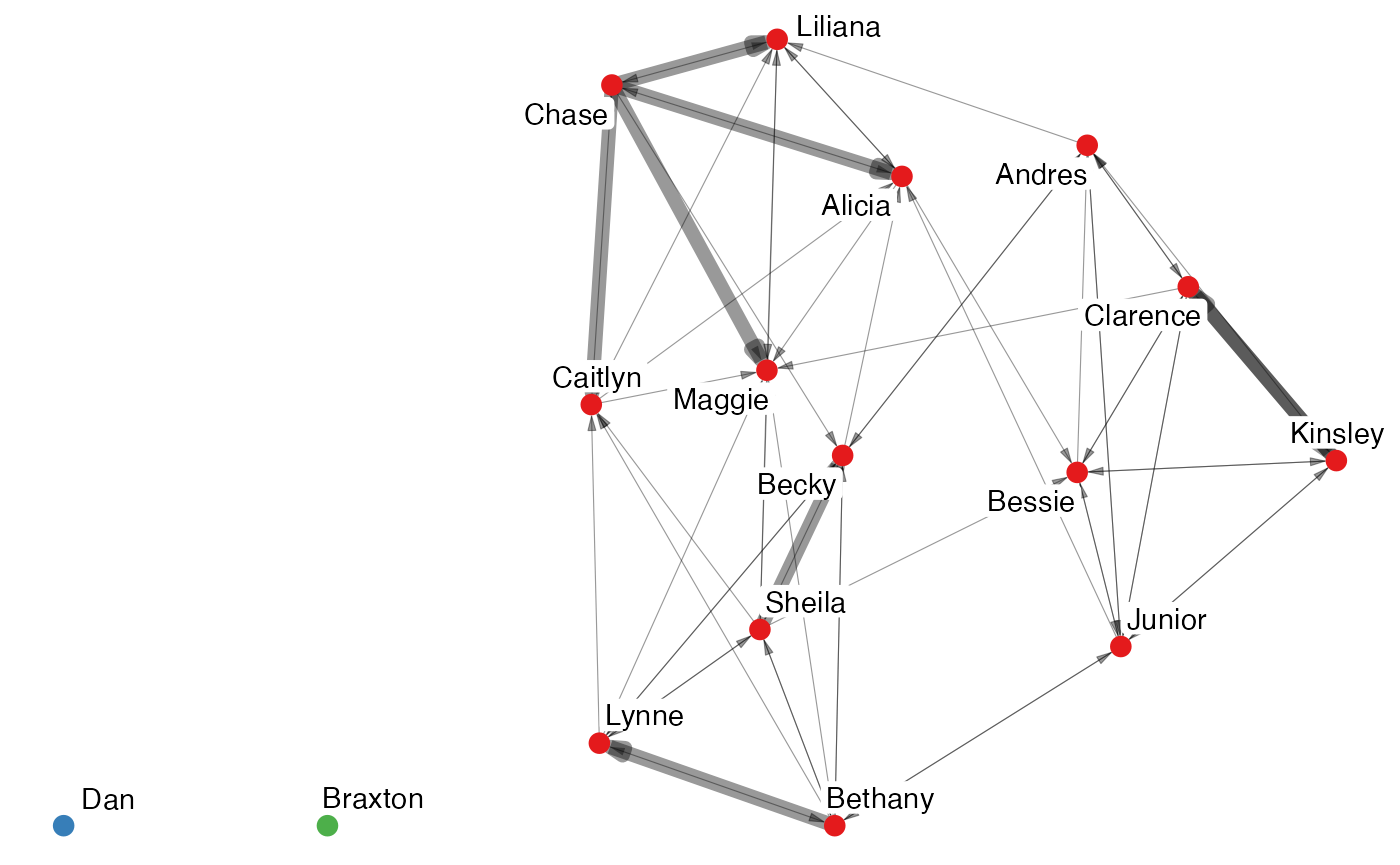 Liliana
Chase
Andres
Alicia
Clarence
Caitlyn
Maggie
Kinsley
Becky
Bessie
Sheila
Junior
Lynne
Dan
Braxton
Bethany